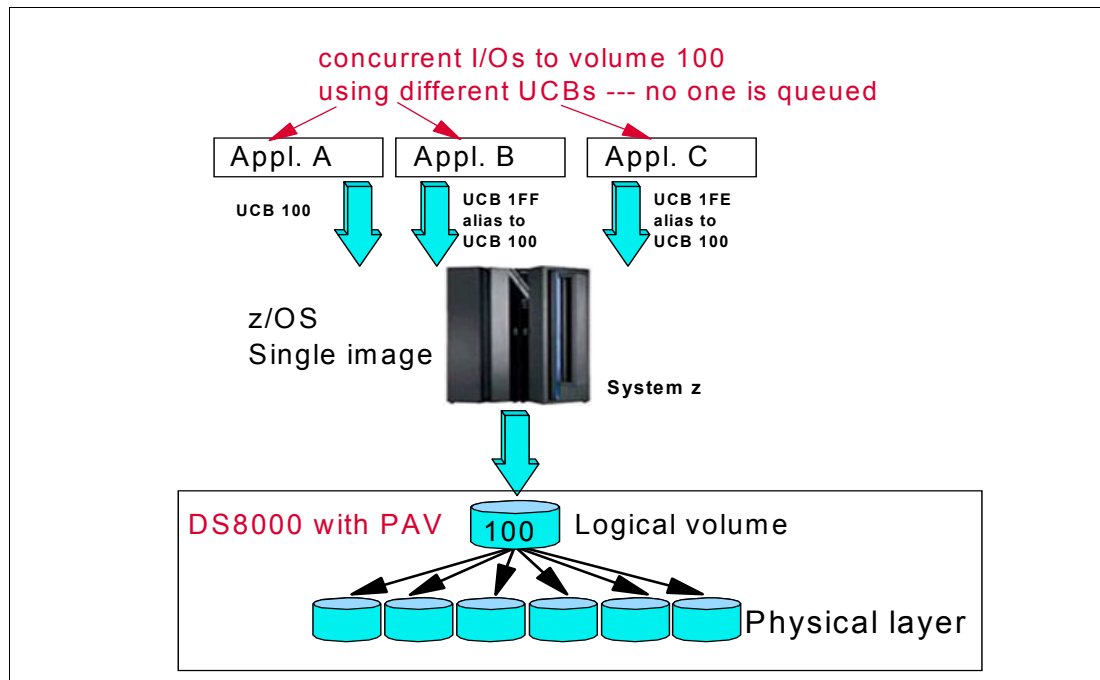 concurrent I/Os to volume 100
using different UCBs --- no one is queued
Appl. A
Appl. B
Appl. C
UCB 100
UCB 1FF
alias to
UCB 100
UCB 1FE
alias to
UCB 100
z/OS
Single image
System z
DS8000 with PAV
100
Logical volume
Physical layer